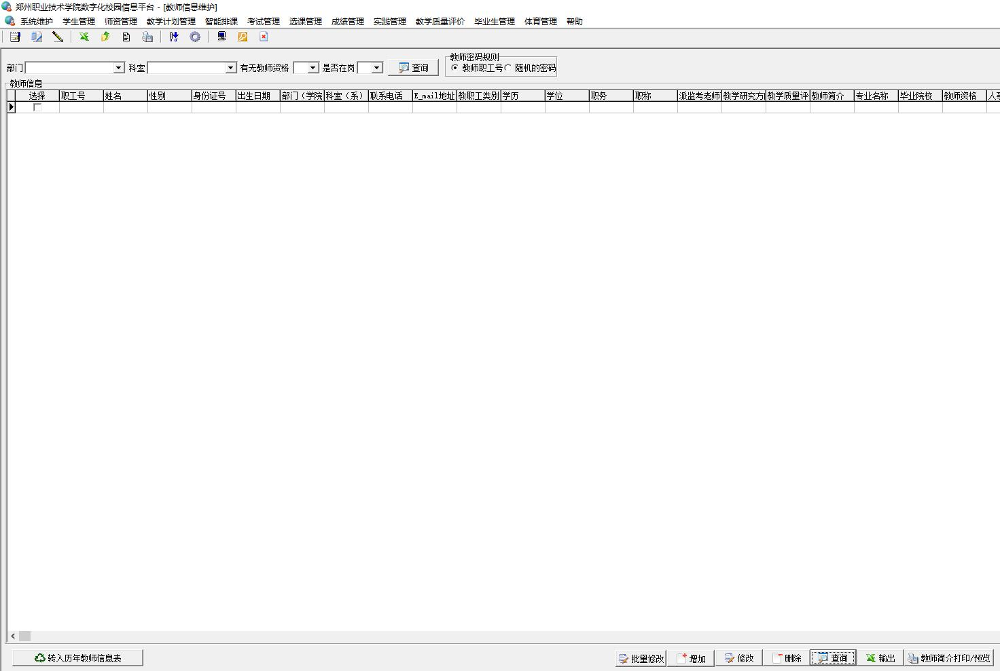 郑州职业技术学院数字化校园信息平台 - [教师信息维护]
系统维护 学生管理 师资管理 教学计划管理 智能排课 考试管理 选课管理 成绩管理 实践管理 教学质量评价 毕业生管理 体育管理 帮助
教师密码规则
部门 科室 有无教师资格 是否在岗 查询 教师职工号 随机的密码
教师信息
选择 职工号 姓名 性别 身份证号 出生日期 部门（学院 科室（系） 联系电话 E_mail地址 教职工类别 学历 学位 职务 职称 派监考老师 教学研究方 教学质量评 教师简介 专业名称 毕业院校 教师资格 人事
转入历年教师信息表 批量修改 增加 修改 删除 查询 输出 教师简介打印/预览